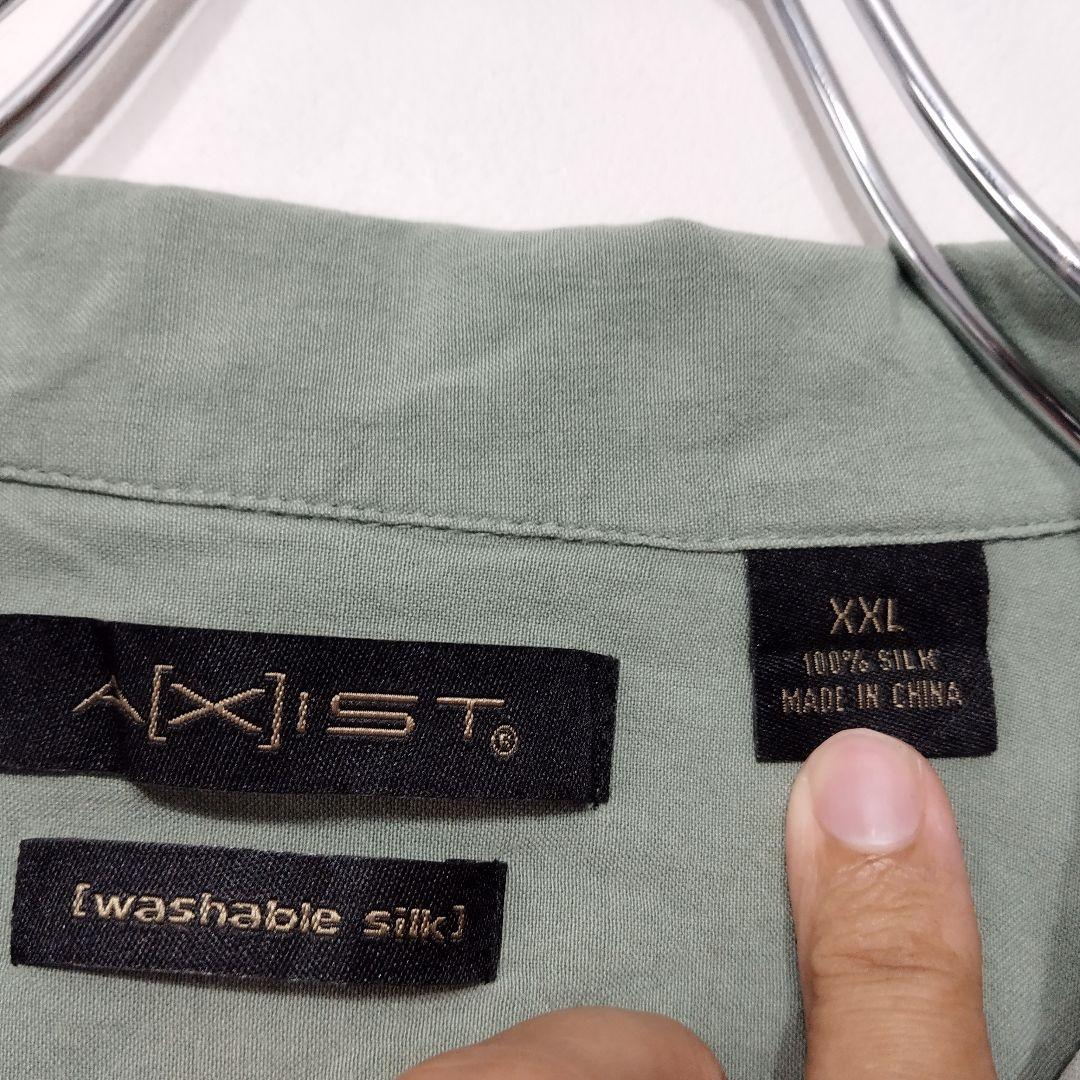 A[X]iST®
[washable silk]
XXL
100% SILK
MADE IN CHINA